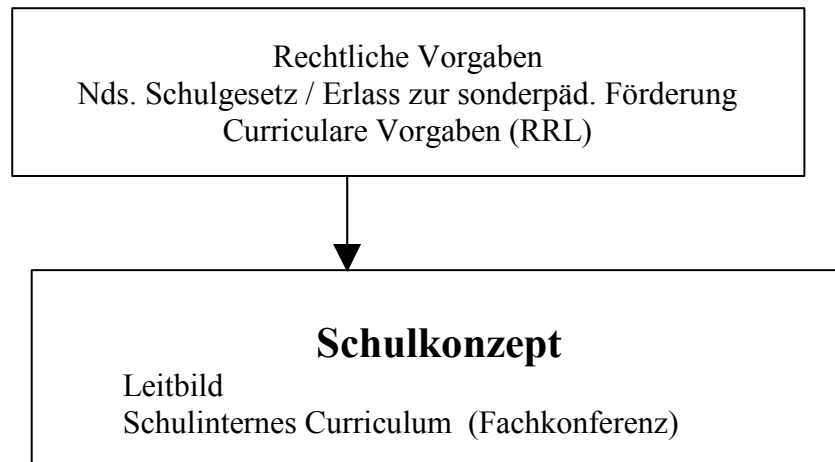 Rechtliche Vorgaben
Nds. Schulgesetz / Erlass zur sonderpäd. Förderung
Curriculare Vorgaben (RRL)
Schulkonzept
Leitbild
Schulinternes Curriculum (Fachkonferenz)